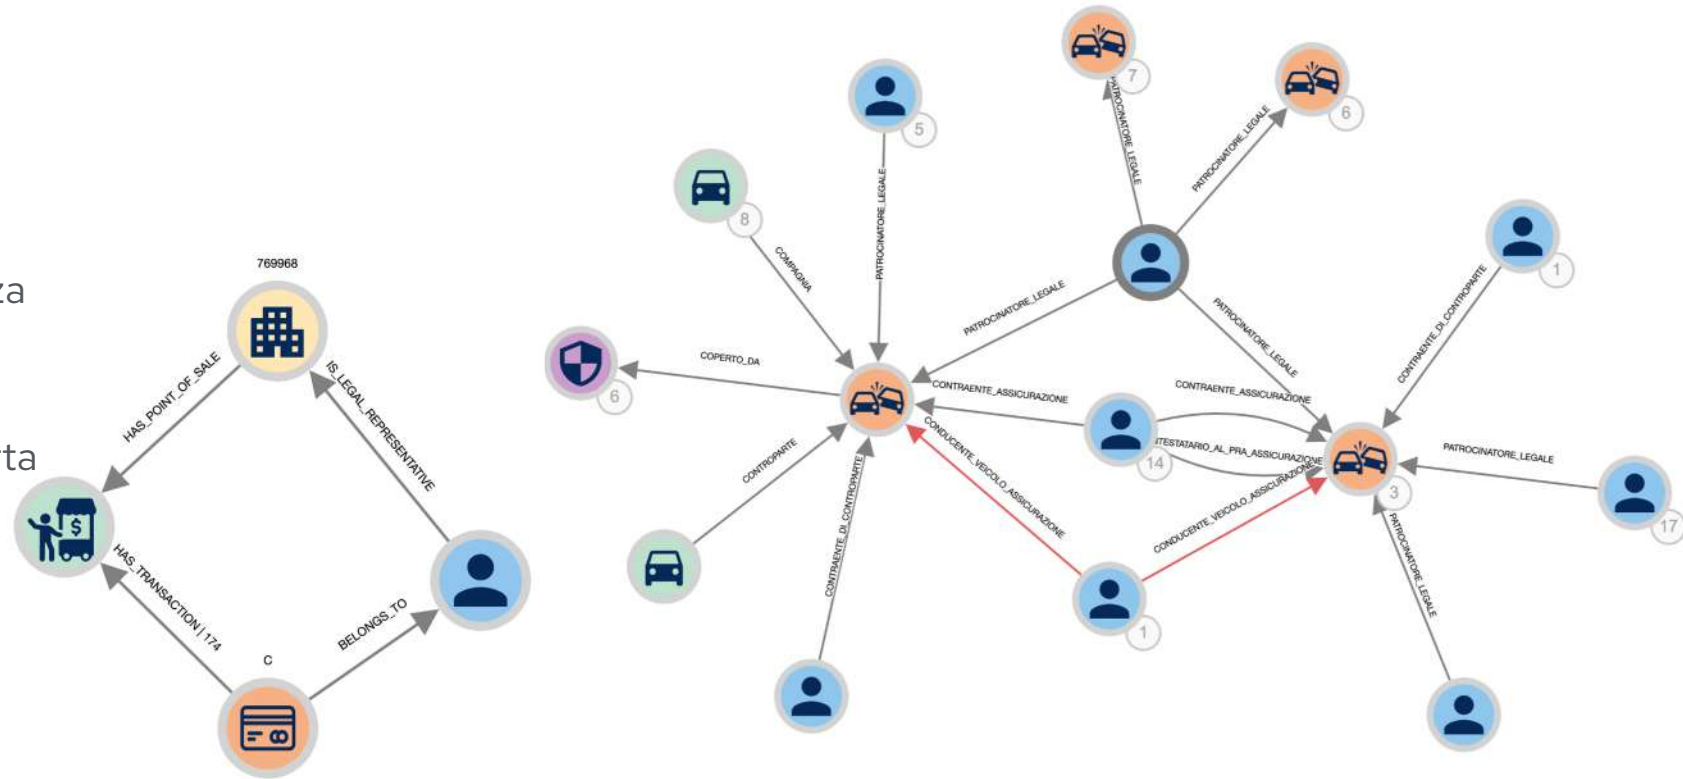 za
rta
769968
HAS_POINT_OF_SALE
IS_LEGAL_REPRESENTATIVE
HAS_TRANSACTION | 174
BELONGS_TO
C
7
6
5
8
PATROCINATORE_LEGALE
PATROCINATORE_LEGALE
PATROCINATORE_LEGALE
COMPAGNIA
1
PATROCINATORE_LEGALE
PATROCINATORE_LEGALE
CONTRAENTE_DI_CONTROPARTE
COPERTO_DA
6
CONTRAENTE_ASSICURAZIONE
CONTRAENTE_ASSICURAZIONE
NTESTATARIO_AL_PRA_ASSICURAZIONE
14
CONTROPARTE
CONDUCENTE_VEICOLO_ASSICURAZIONE
CONDUCENTE_VEICOLO_ASSICURAZIONE
PATROCINATORE_LEGALE
3
17
CONTRAENTE_DI_CONTROPARTE
PATROCINATORE_LEGALE
1